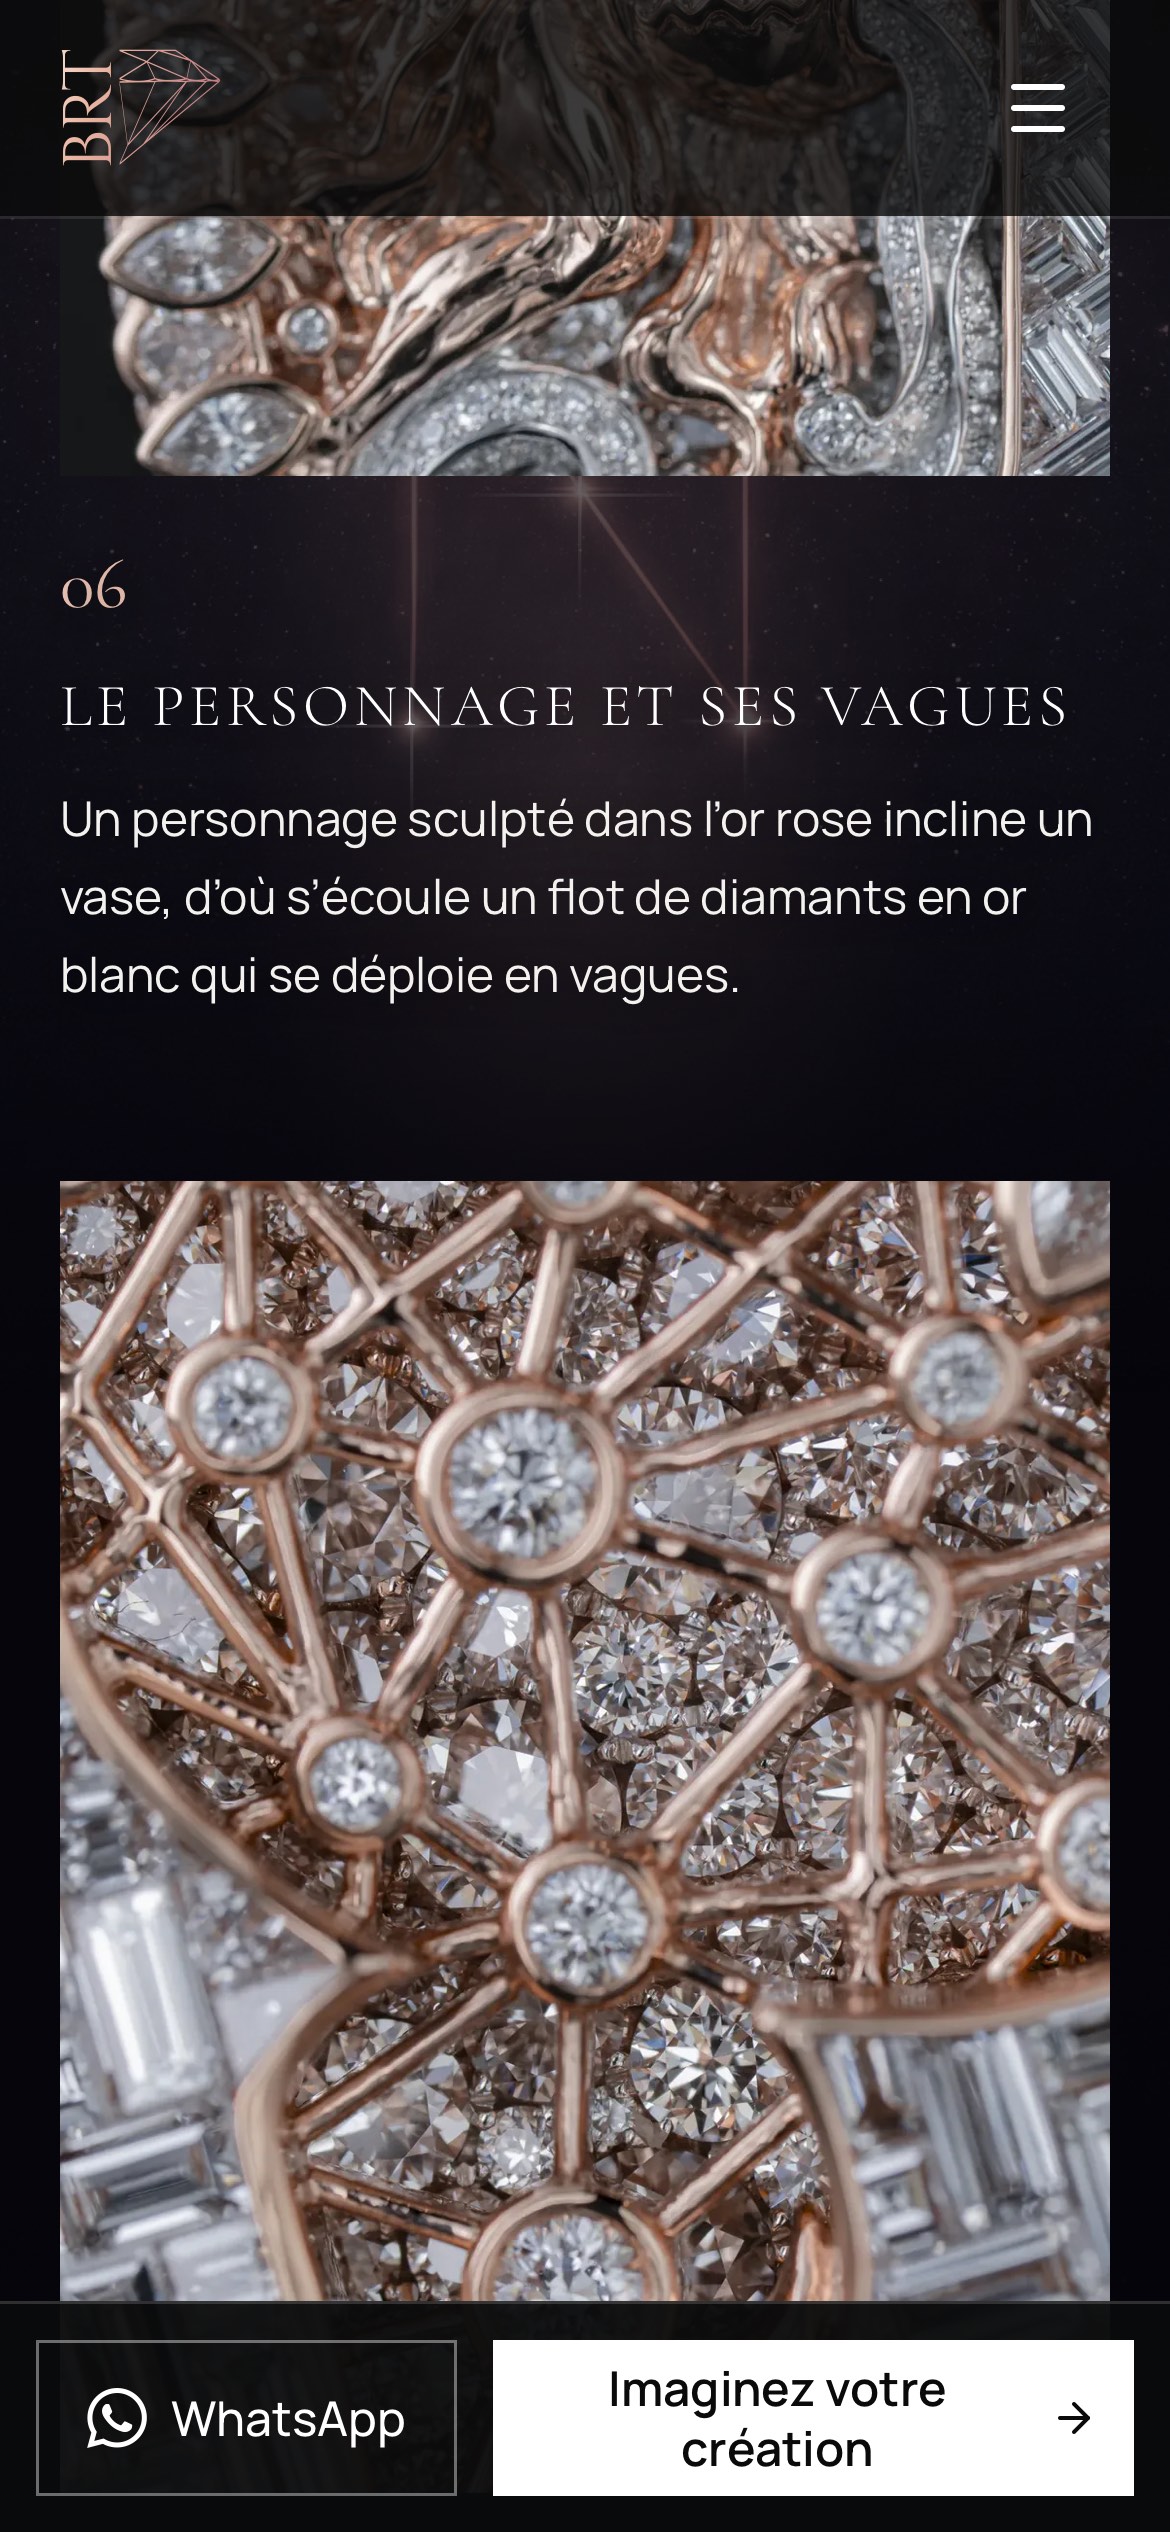 BRT
06
LE PERSONNAGE ET SES VAGUES
Un personnage sculpté dans l’or rose incline un
vase, d’où s’écoule un flot de diamants en or
blanc qui se déploie en vagues.
WhatsApp
Imaginez votre
création